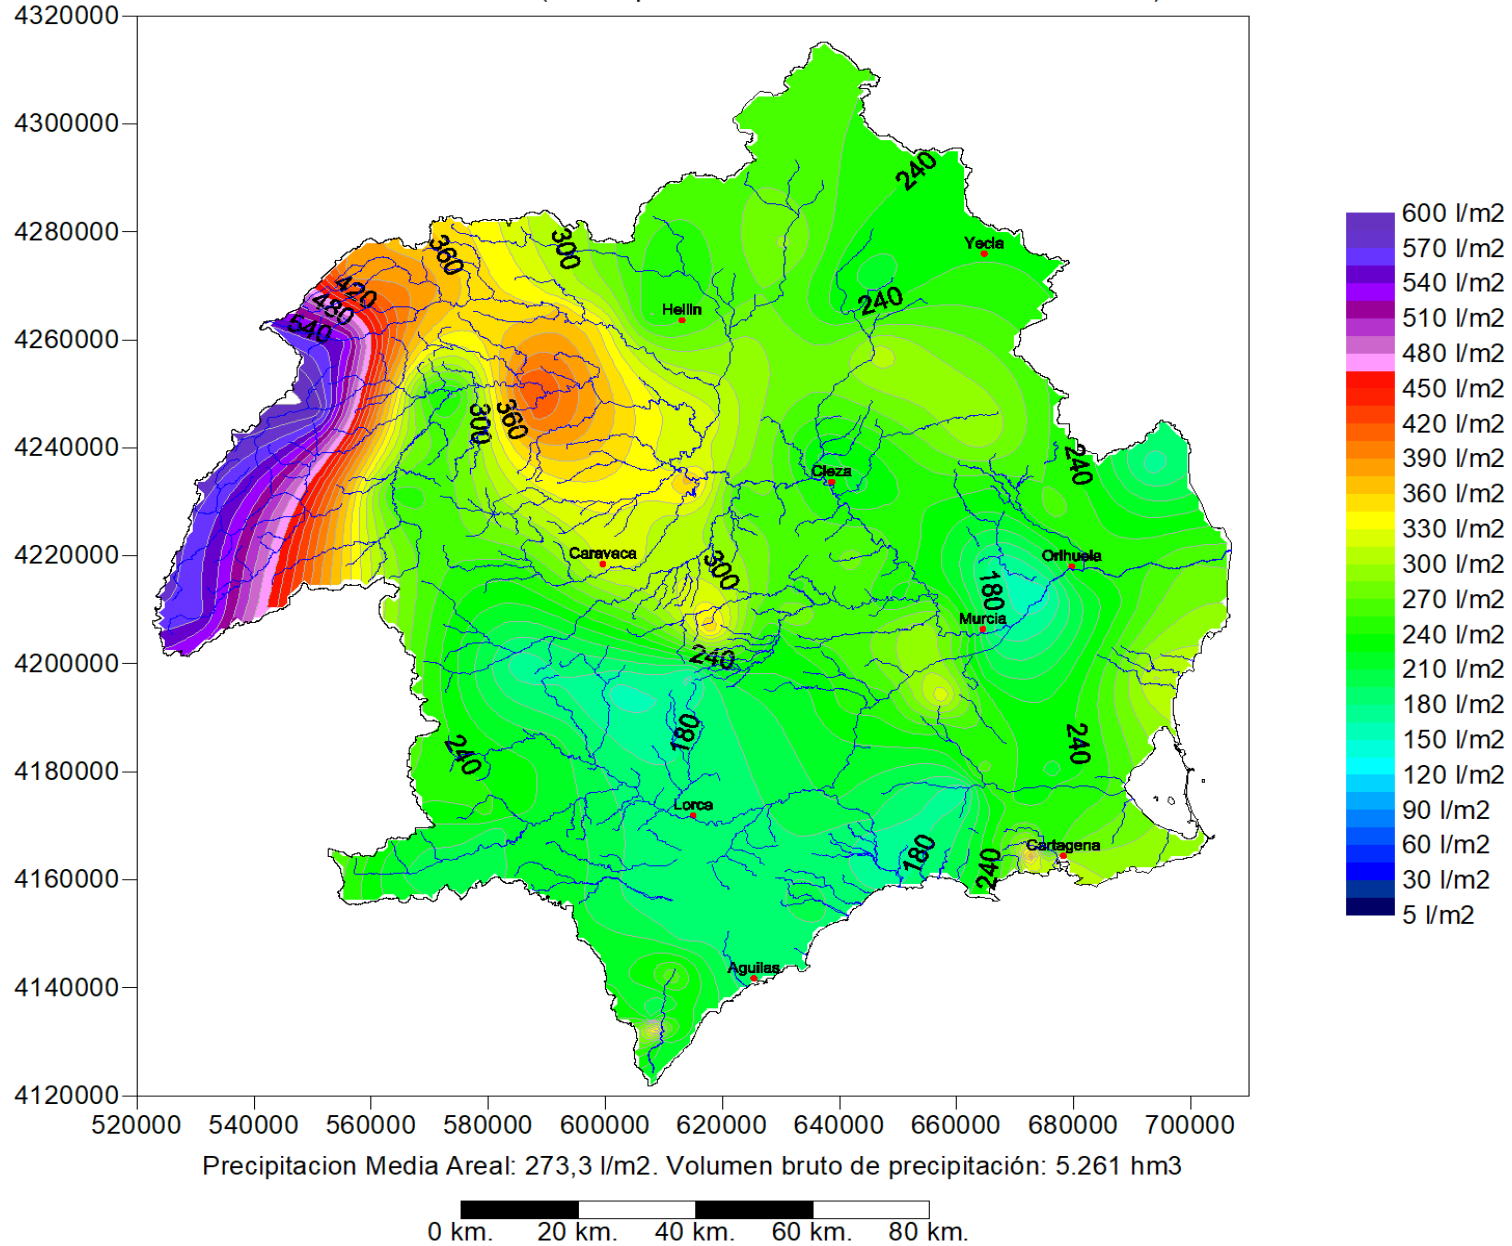 4320000
4300000
4280000
4260000
4240000
4220000
4200000
4180000
4160000
4140000
4120000
520000 540000 560000 580000 600000 620000 640000 660000 680000 700000
240
Yecla
300
360
420
480
540
240
Hellin
300
360
240
Cieza
Caravaca
300
Orihuela
180
Murcia
240
180
240
240
Lorca
180
240
Cartagena
Aguilas
600 l/m2
570 l/m2
540 l/m2
510 l/m2
480 l/m2
450 l/m2
420 l/m2
390 l/m2
360 l/m2
330 l/m2
300 l/m2
270 l/m2
240 l/m2
210 l/m2
180 l/m2
150 l/m2
120 l/m2
90 l/m2
60 l/m2
30 l/m2
5 l/m2
Precipitacion Media Areal: 273,3 l/m2. Volumen bruto de precipitación: 5.261 hm3
0 km. 20 km. 40 km. 60 km. 80 km.